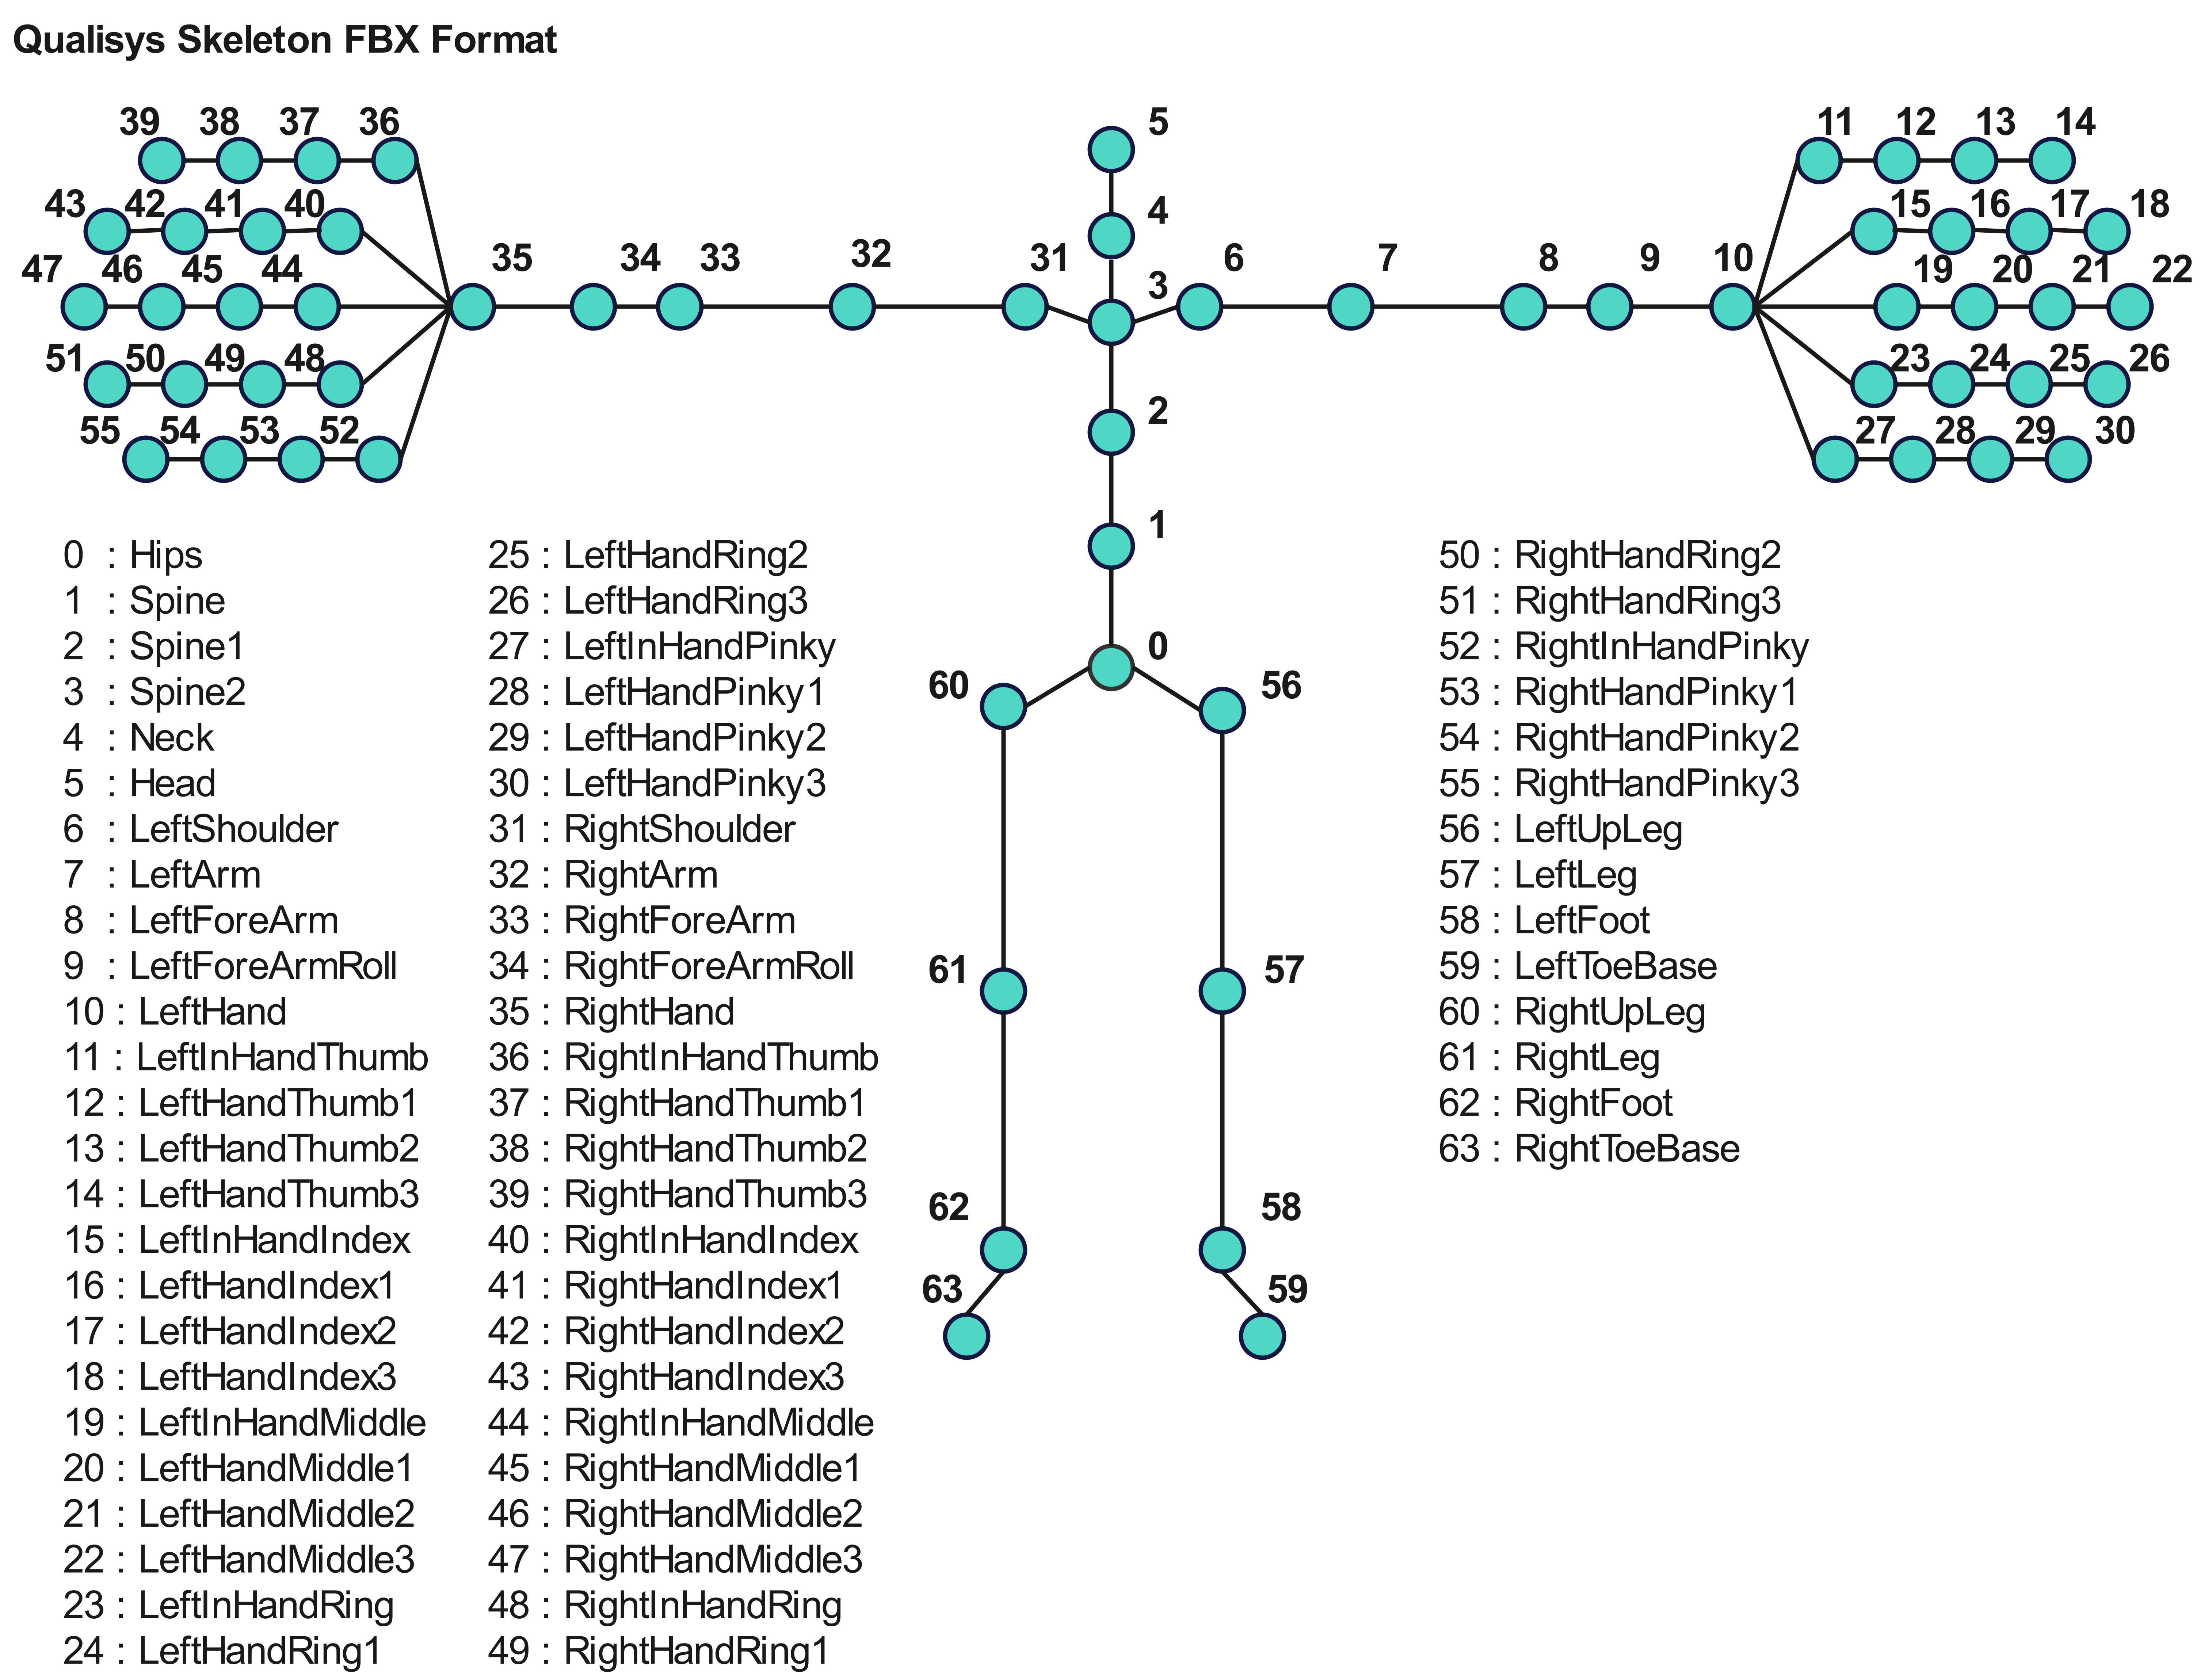 Qualisys Skeleton FBX Format
39 38 37 36 5 11 12 13 14
43 42 41 40 4 15 16 17 18
47 46 45 44 35 34 33 32 31 3 6 7 8 9 10 19 20 21 22
51 50 49 48 2 23 24 25 26
55 54 53 52 27 28 29 30
1
0
60 56
61 57
62 58
63 59
0 : Hips
1 : Spine
2 : Spine1
3 : Spine2
4 : Neck
5 : Head
6 : LeftShoulder
7 : LeftArm
8 : LeftForeArm
9 : LeftForeArmRoll
10 : LeftHand
11 : LeftInHandThumb
12 : LeftHandThumb1
13 : LeftHandThumb2
14 : LeftHandThumb3
15 : LeftInHandIndex
16 : LeftHandIndex1
17 : LeftHandIndex2
18 : LeftHandIndex3
19 : LeftInHandMiddle
20 : LeftHandMiddle1
21 : LeftHandMiddle2
22 : LeftHandMiddle3
23 : LeftInHandRing
24 : LeftHandRing1
25 : LeftHandRing2
26 : LeftHandRing3
27 : LeftInHandPinky
28 : LeftHandPinky1
29 : LeftHandPinky2
30 : LeftHandPinky3
31 : RightShoulder
32 : RightArm
33 : RightForeArm
34 : RightForeArmRoll
35 : RightHand
36 : RightInHandThumb
37 : RightHandThumb1
38 : RightHandThumb2
39 : RightHandThumb3
40 : RightInHandIndex
41 : RightHandIndex1
42 : RightHandIndex2
43 : RightHandIndex3
44 : RightInHandMiddle
45 : RightHandMiddle1
46 : RightHandMiddle2
47 : RightHandMiddle3
48 : RightInHandRing
49 : RightHandRing1
50 : RightHandRing2
51 : RightHandRing3
52 : RightInHandPinky
53 : RightHandPinky1
54 : RightHandPinky2
55 : RightHandPinky3
56 : LeftUpLeg
57 : LeftLeg
58 : LeftFoot
59 : LeftToeBase
60 : RightUpLeg
61 : RightLeg
62 : RightFoot
63 : RightToeBase